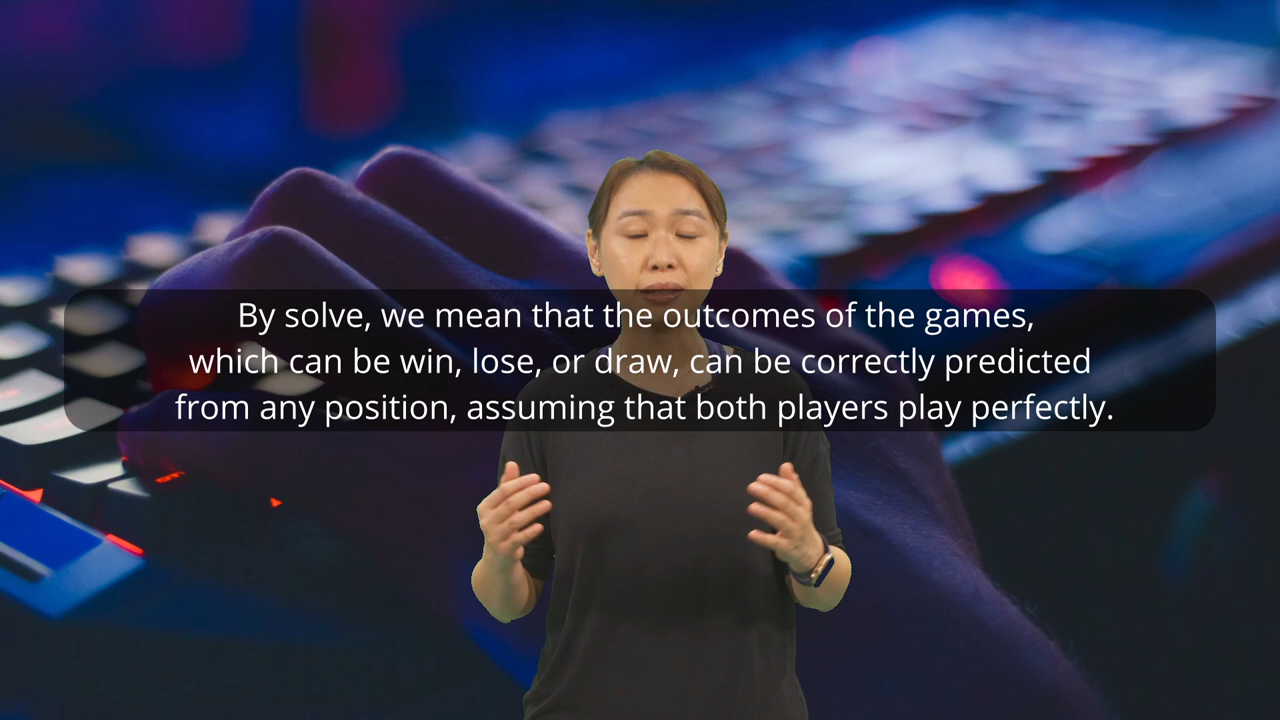 By solve, we mean that the outcomes of the games,
which can be win, lose, or draw, can be correctly predicted
from any position, assuming that both players play perfectly.